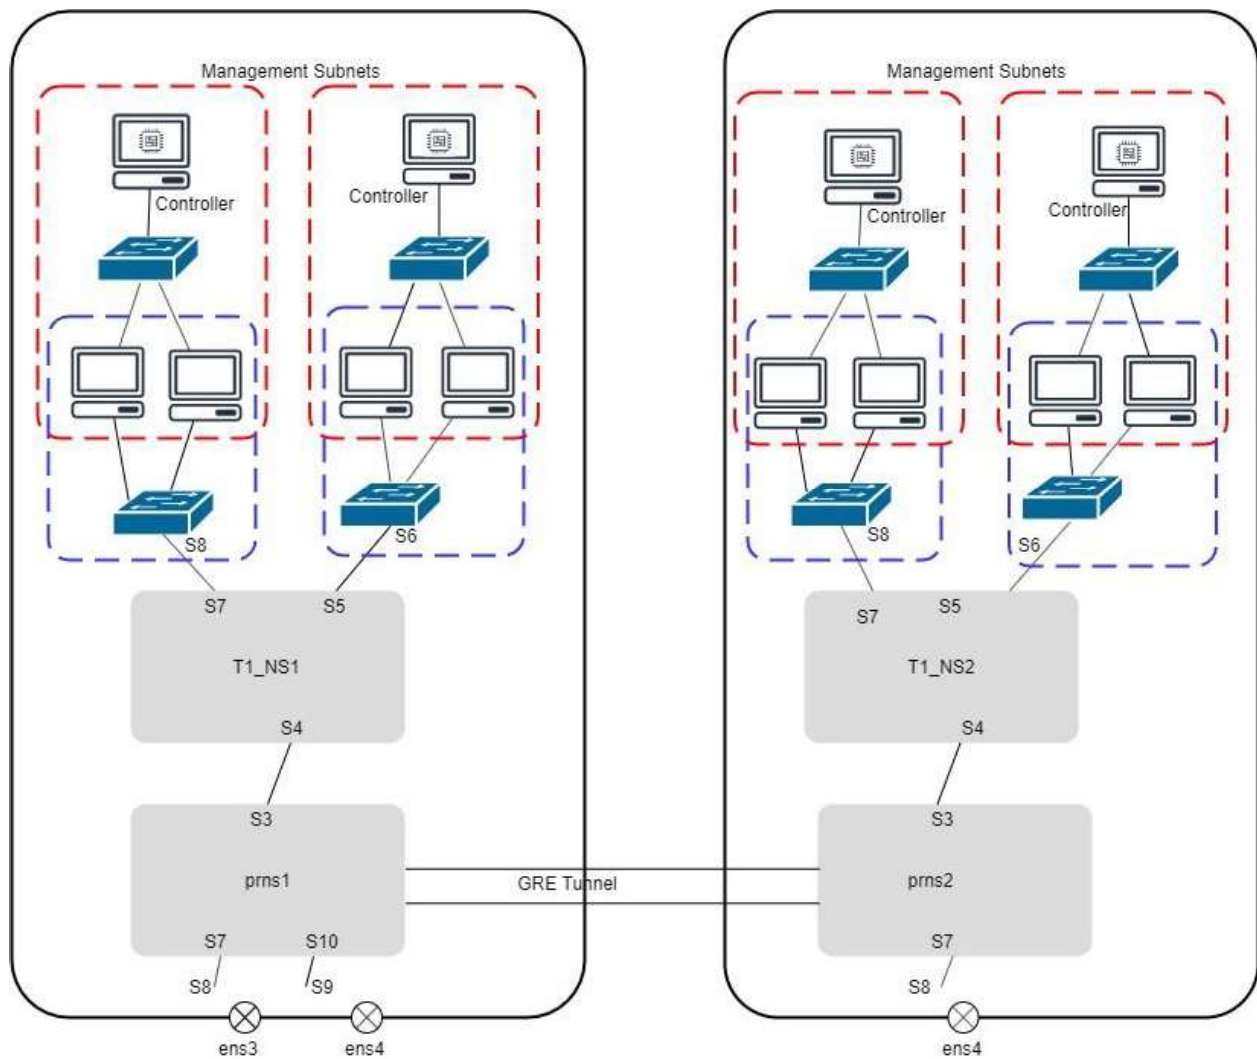 Management Subnets
Management Subnets
Controller
Controller
Controller
Controller
S8
S6
S8
S6
S7
S5
S7
S5
T1_NS1
T1_NS2
S4
S4
S3
S3
prns1
GRE Tunnel
prns2
S7
S10
S7
S8
S9
S8
ens3
ens4
ens4